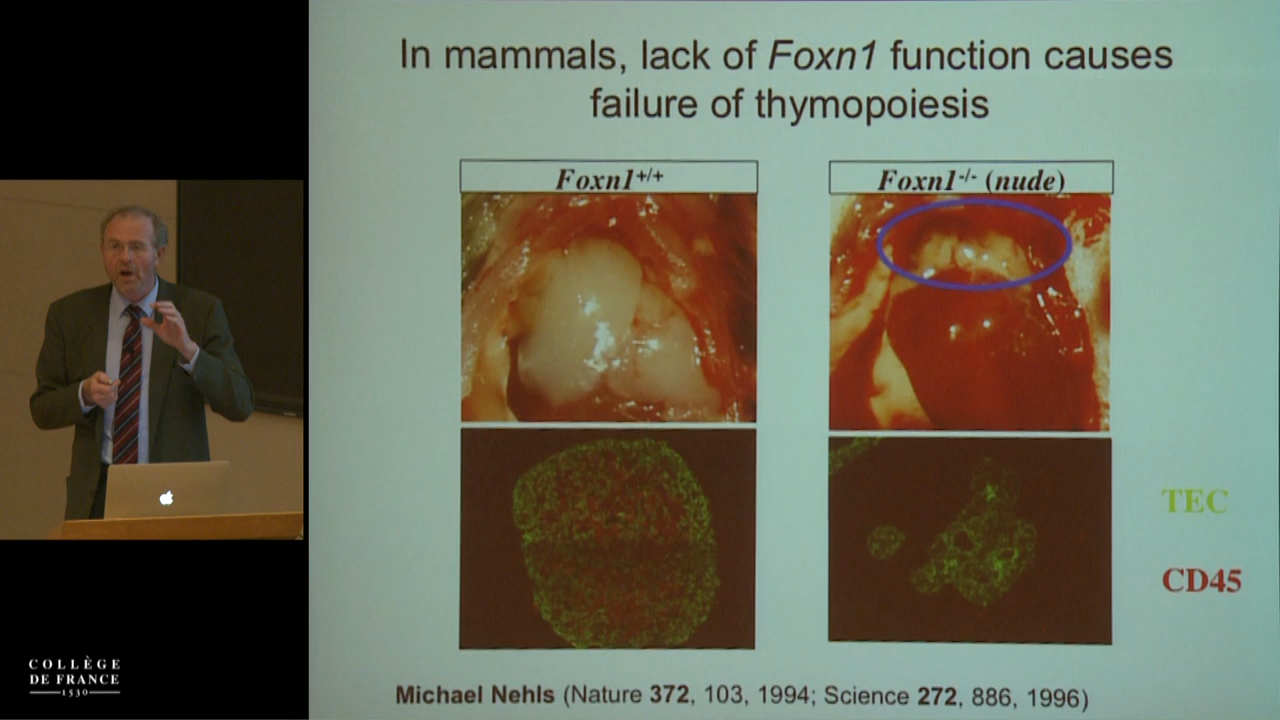 In mammals, lack of Foxn1 function causes
failure of thymopoiesis
Foxn1+/+
Foxn1-/- (nude)
TEC
CD45
Michael Nehls (Nature 372, 103, 1994; Science 272, 886, 1996)
COLLÈGE
DE FRANCE
1530